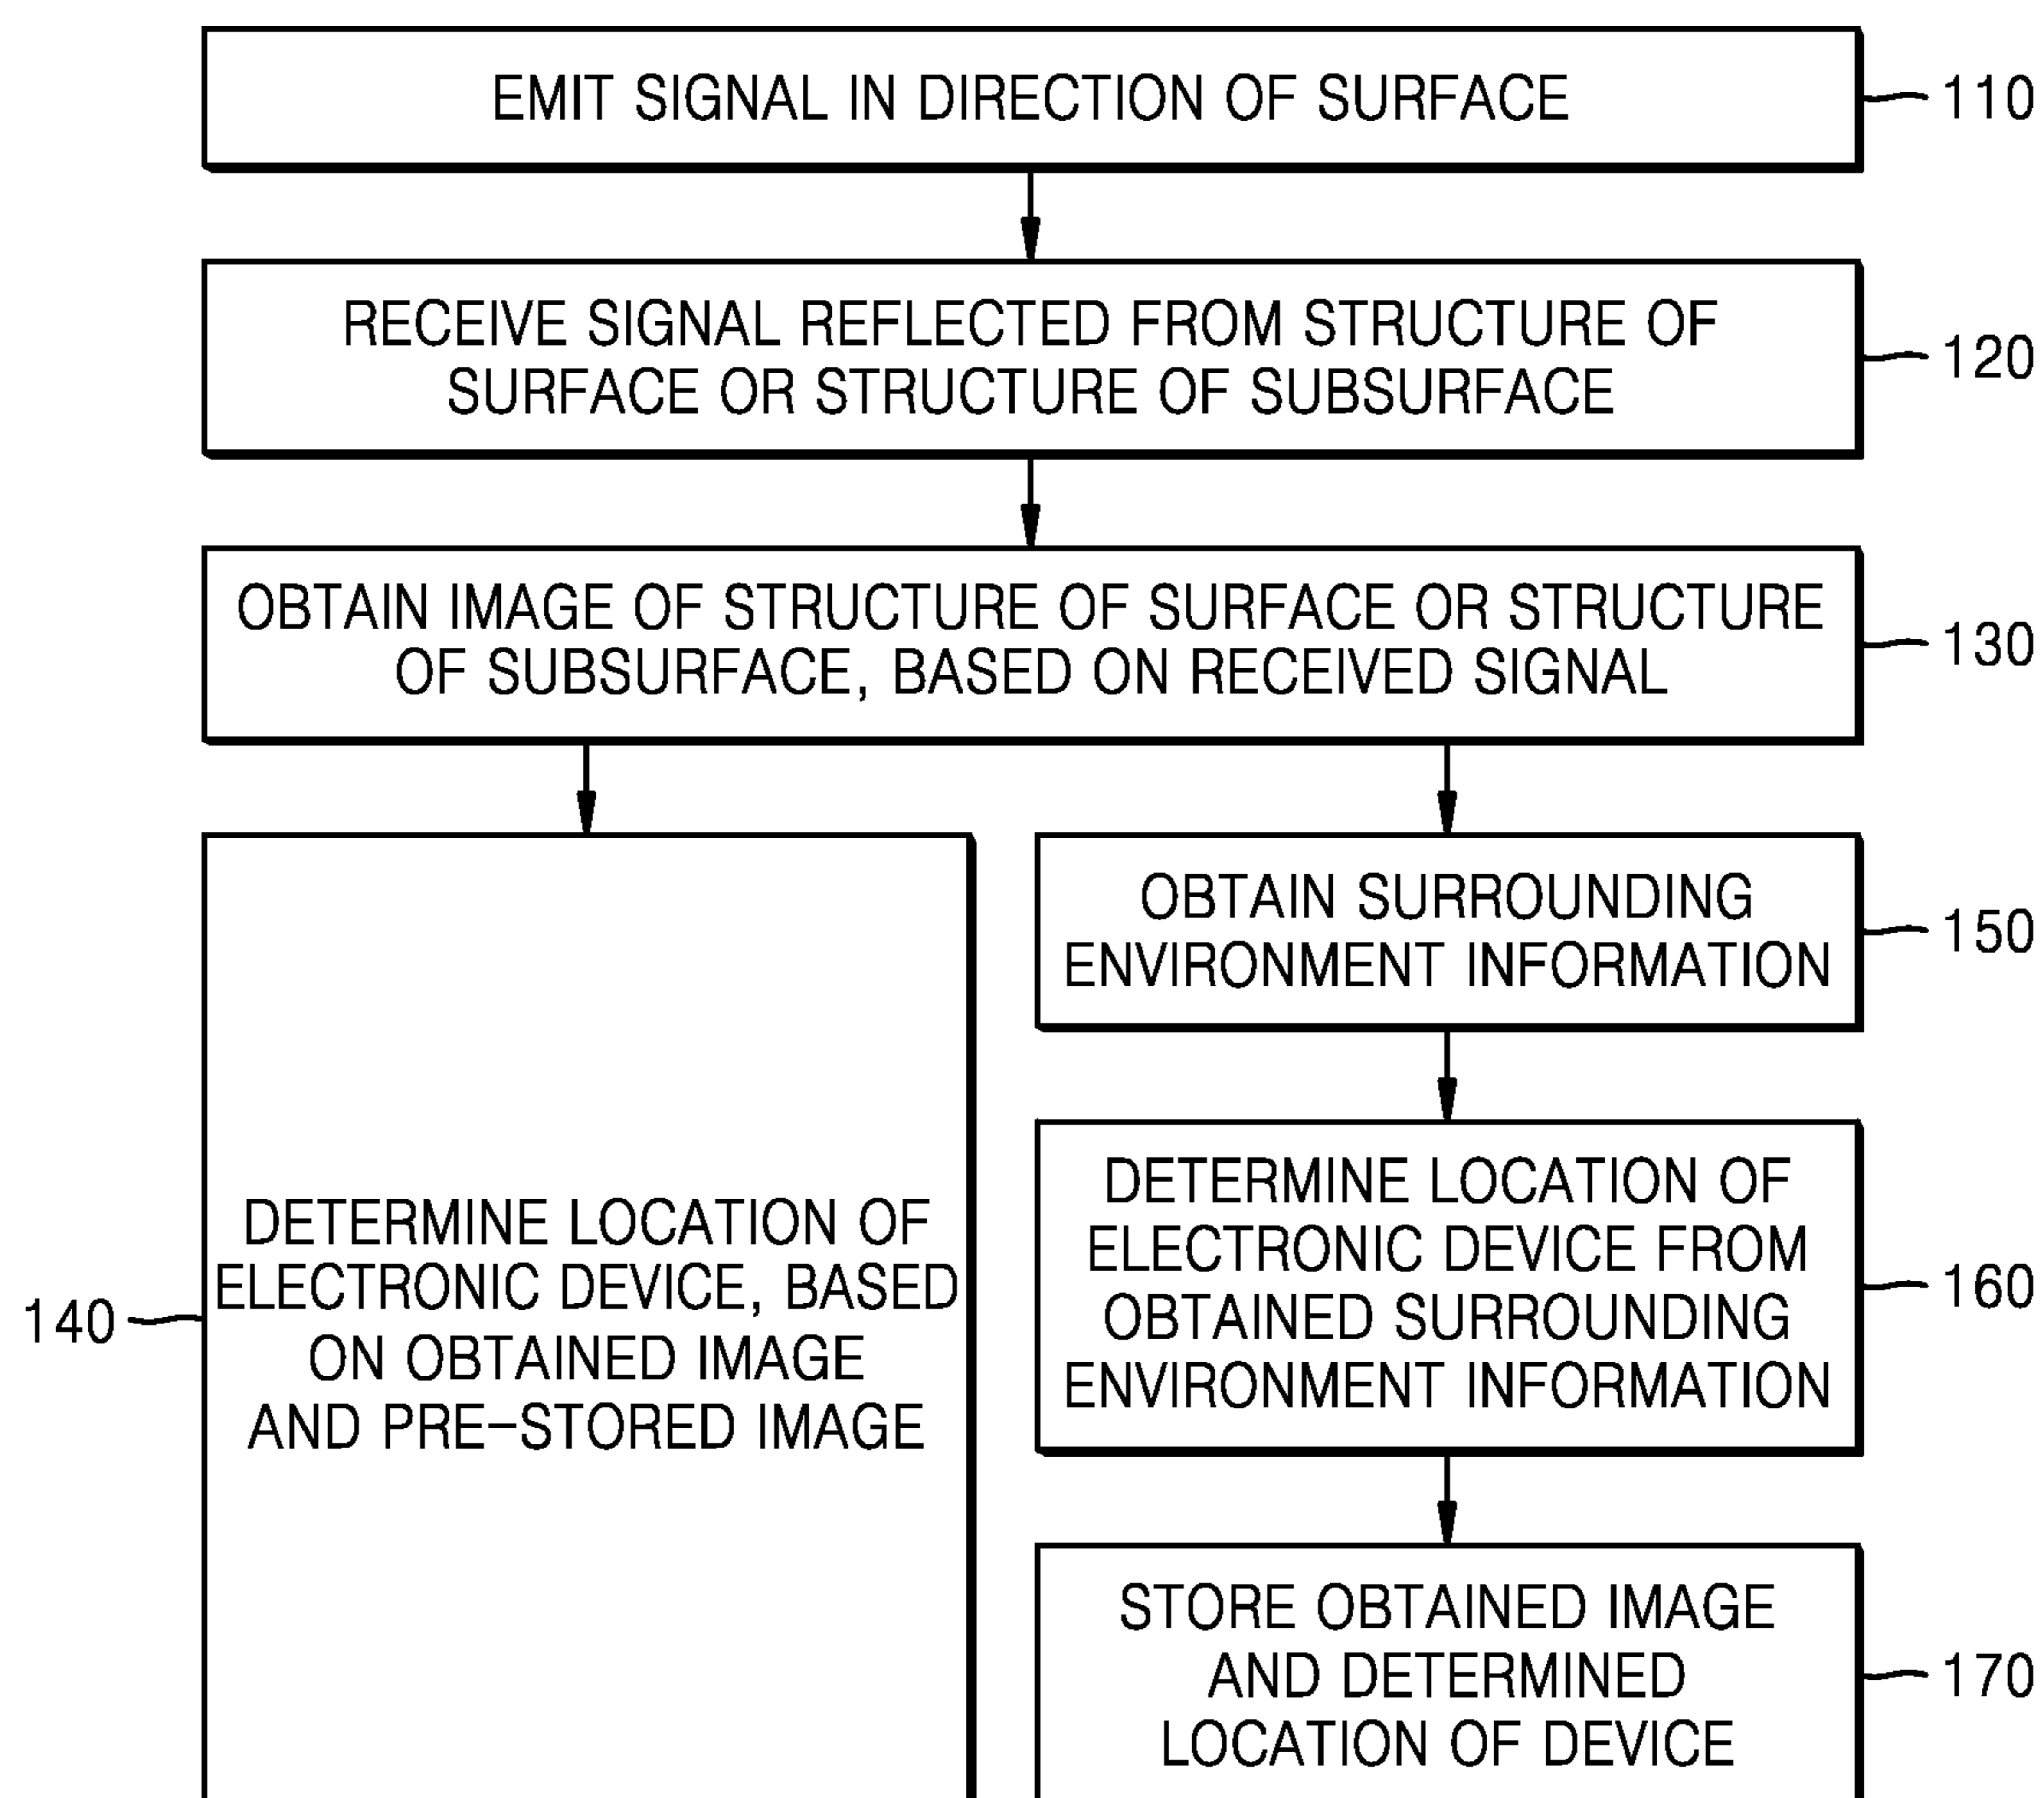 EMIT SIGNAL IN DIRECTION OF SURFACE
110
RECEIVE SIGNAL REFLECTED FROM STRUCTURE OF
SURFACE OR STRUCTURE OF SUBSURFACE
120
OBTAIN IMAGE OF STRUCTURE OF SURFACE OR STRUCTURE
OF SUBSURFACE, BASED ON RECEIVED SIGNAL
130
140
DETERMINE LOCATION OF
ELECTRONIC DEVICE, BASED
ON OBTAINED IMAGE
AND PRE-STORED IMAGE
OBTAIN SURROUNDING
ENVIRONMENT INFORMATION
150
DETERMINE LOCATION OF
ELECTRONIC DEVICE FROM
OBTAINED SURROUNDING
ENVIRONMENT INFORMATION
160
STORE OBTAINED IMAGE
AND DETERMINED
LOCATION OF DEVICE
170